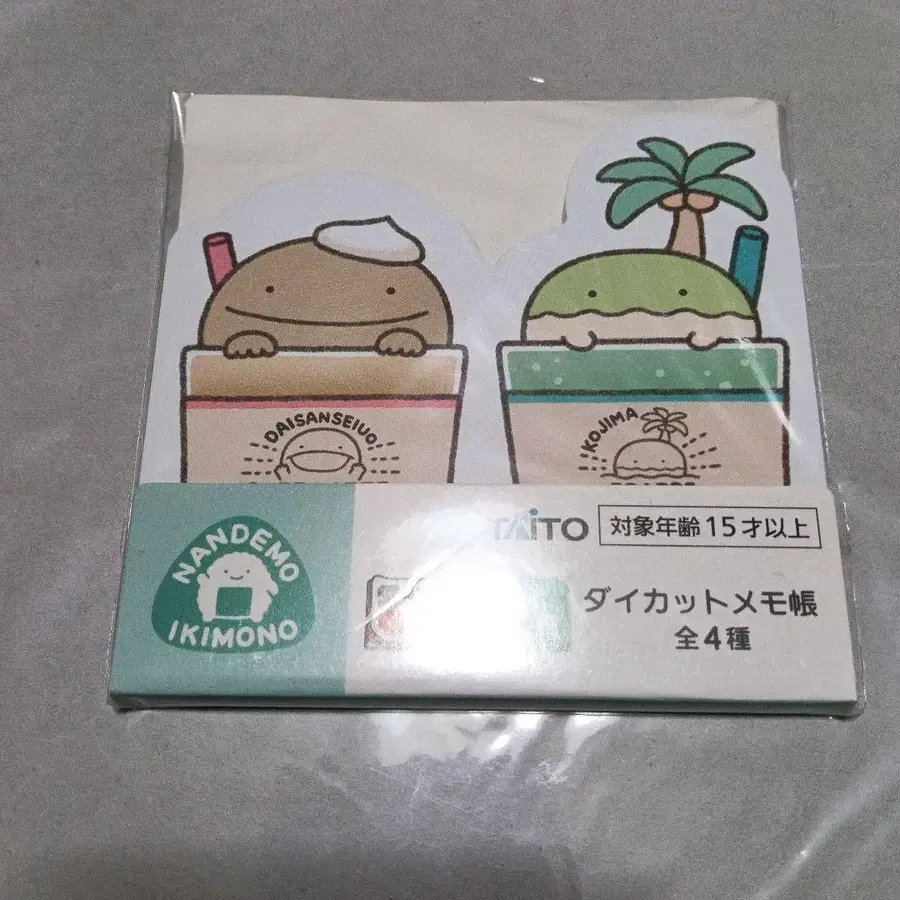 DAISANSEIUO
KOJIMA
NANDEMO
IKIMONO
TAITO
対象年齢15才以上
ダイカットメモ帳
全4種